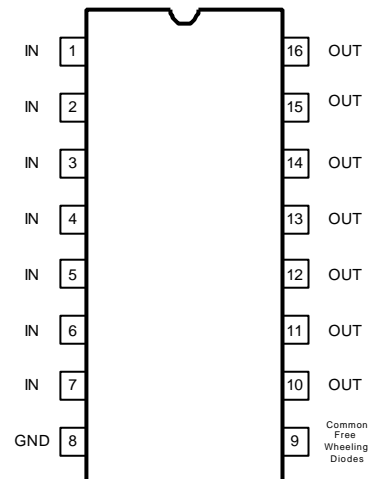 IN 1 16 OUT
IN 2 15 OUT
IN 3 14 OUT
IN 4 13 OUT
IN 5 12 OUT
IN 6 11 OUT
IN 7 10 OUT
GND 8 9 Common
Free
Wheeling
Diodes